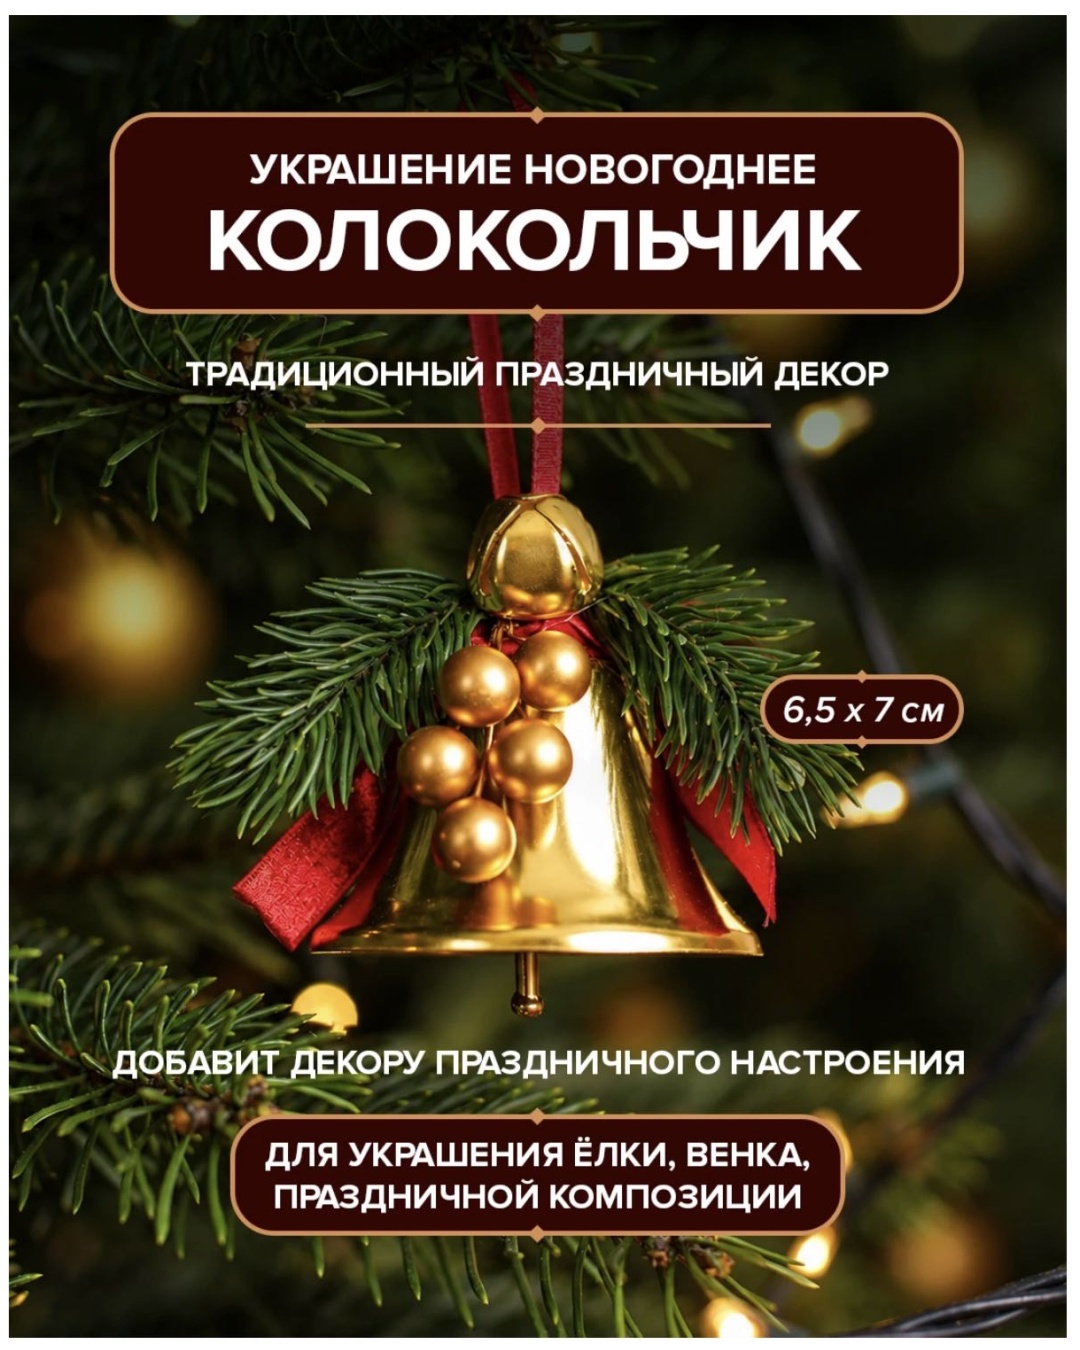 УКРАШЕНИЕ НОВОГОДНЕЕ
КОЛОКОЛЬЧИК
ТРАДИЦИОННЫЙ ПРАЗДНИЧНЫЙ ДЕКОР
6,5 х 7 см
ДОБАВИТ ДЕКОРУ ПРАЗДНИЧНОГО НАСТРОЕНИЯ
ДЛЯ УКРАШЕНИЯ ЁЛКИ, ВЕНКА,
ПРАЗДНИЧНОЙ КОМПОЗИЦИИ